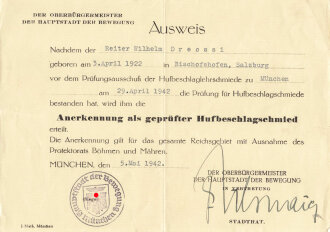 DER OBERBÜRGERMEISTER
DER HAUPTSTADT DER BEWEGUNG
Ausweis
Nachdem der Reiter Wilhelm
geboren am 3.April 1922 in Bischofshofen, Salzburg
vor dem Prüfungsausschuß der Hufbeschlaglehrschmiede zu München
am 29.April 1942 die Prüfung für Hufbeschlagschmiede
bestanden hat, wird ihm die
Anerkennung als geprüfter Hufbeschlagschmied
erteilt.
Die Anerkennung gilt für das gesamte Reichsgebiet mit Ausnahme des
Protektorats Böhmen und Mähren.
MÜNCHEN, den 5.Mai 1942.
DER OBERBÜRGERMEISTER
DER HAUPTSTADT DER BEWEGUNG
IN VERTRETUNG
STADTRAT.